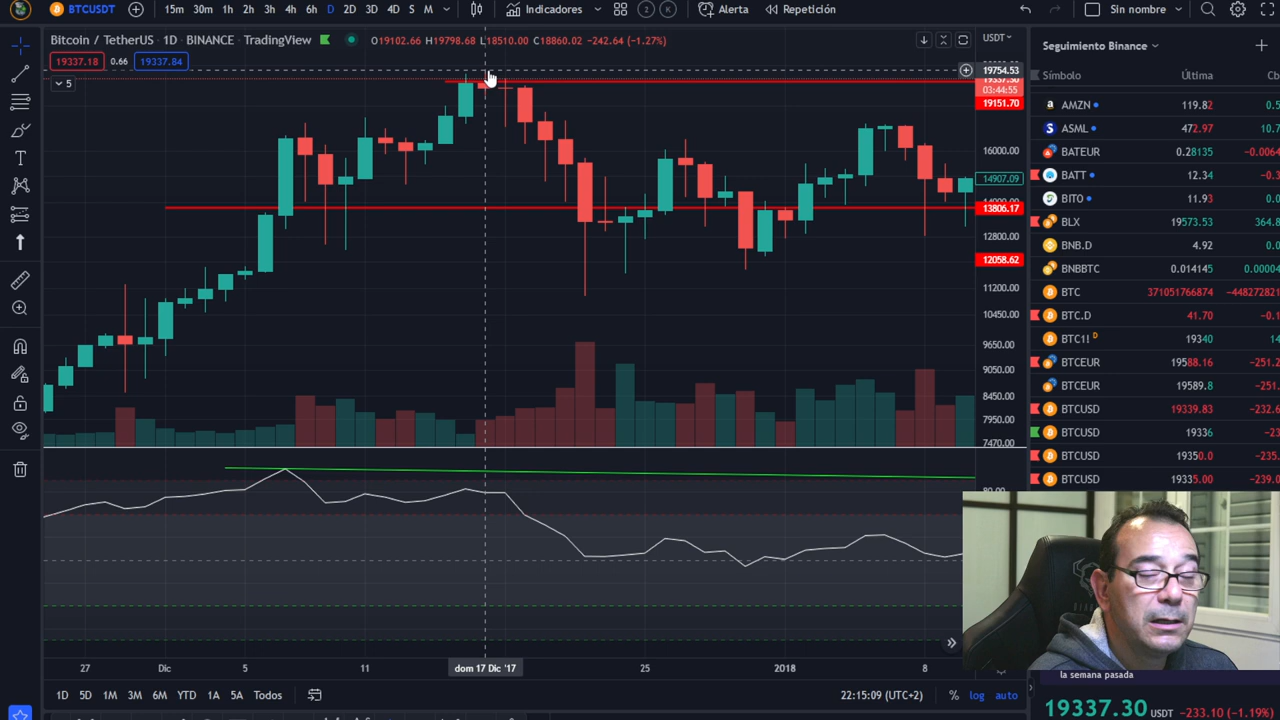 BTCUSDT 15m 30m 1h 2h 3h 4h 6h D 2D 3D 4D S M Indicadores 2 K Alerta Repetición Sin nombre
Bitcoin / TetherUS · 1D · BINANCE · TradingView O19102.66 H19798.68 L18510.00 C18860.02 -242.64 (-1.27%) USDT
19337.18 0.66 19337.84
5
19754.53
03:44:55
19151.70
16000.00
14907.09
13806.17
12800.00
12058.62
11200.00
10450.00
9650.00
9050.00
8450.00
7950.00
7470.00
27 Dic 5 11 dom 17 Dic '17 25 2018 8
1D 5D 1M 3M 6M YTD 1A 5A Todos 22:15:09 (UTC+2) % log auto
Seguimiento Binance
Símbolo Última Cb
AMZN 119.82 0.5
ASML 472.97 10.7
BATEUR 0.28135 -0.0064
BATT 12.34 -0.3
BITO 11.93 0.0
BLX 19573.53 364.8
BNB.D 4.92 0.0
BNBBTC 0.014145 0.00004
BTC 371051766874 -448272821
BTC.D 41.70 -0.1
BTC1! D 19340 14
BTCEUR 19588.16 -251.2
BTCEUR 19589.8 -251.
BTCUSD 19339.83 -232.6
BTCUSD 19336 -23
BTCUSD 19350.0 -235.
BTCUSD 19335.00 -239.0
la semana pasada
19337.30 USDT -233.10 (-1.19%)